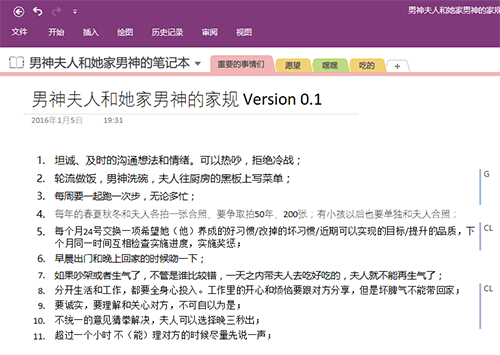 男神夫人和她家男神的家规
文件 开始 插入 绘图 历史记录 审阅 视图
男神夫人和她家男神的笔记本 重要的事情们 愿望 嘿嘿 吃的 +
男神夫人和她家男神的家规 Version 0.1
2016年1月5日 19:31
1. 坦诚、及时的沟通想法和情绪。可以热吵，拒绝冷战；
2. 轮流做饭，男神洗碗，夫人往厨房的黑板上写菜单； G
3. 每周要一起跑一次步，无论多忙；
4. 每年的春夏秋冬和夫人各拍一张合照。要争取拍50年、200张；有小孩以后也要单独和夫人合照；
5. 每个月24号交换一项希望她（他）养成的好习惯/改掉的坏习惯/近期可以实现的目标/提升的品质，下 CL
个月同一时间互相检查实施进度，实施奖惩；
6. 早晨出门和晚上回家的时候吻一下；
7. 如果吵架或者生气了，不管是谁比较错，一天之内带夫人去吃好吃的，夫人就不能再生气了；
8. 分开生活和工作，都要全身心投入。工作里的开心和烦恼要跟对方分享，但是坏脾气不能带回家； CL
9. 要诚实，要理解和关心对方，不可自以为是；
10. 不统一的意见猜拳解决，夫人可以选择晚三秒出；
11. 超过一个小时 不（能）理对方的时候尽量先说一声；